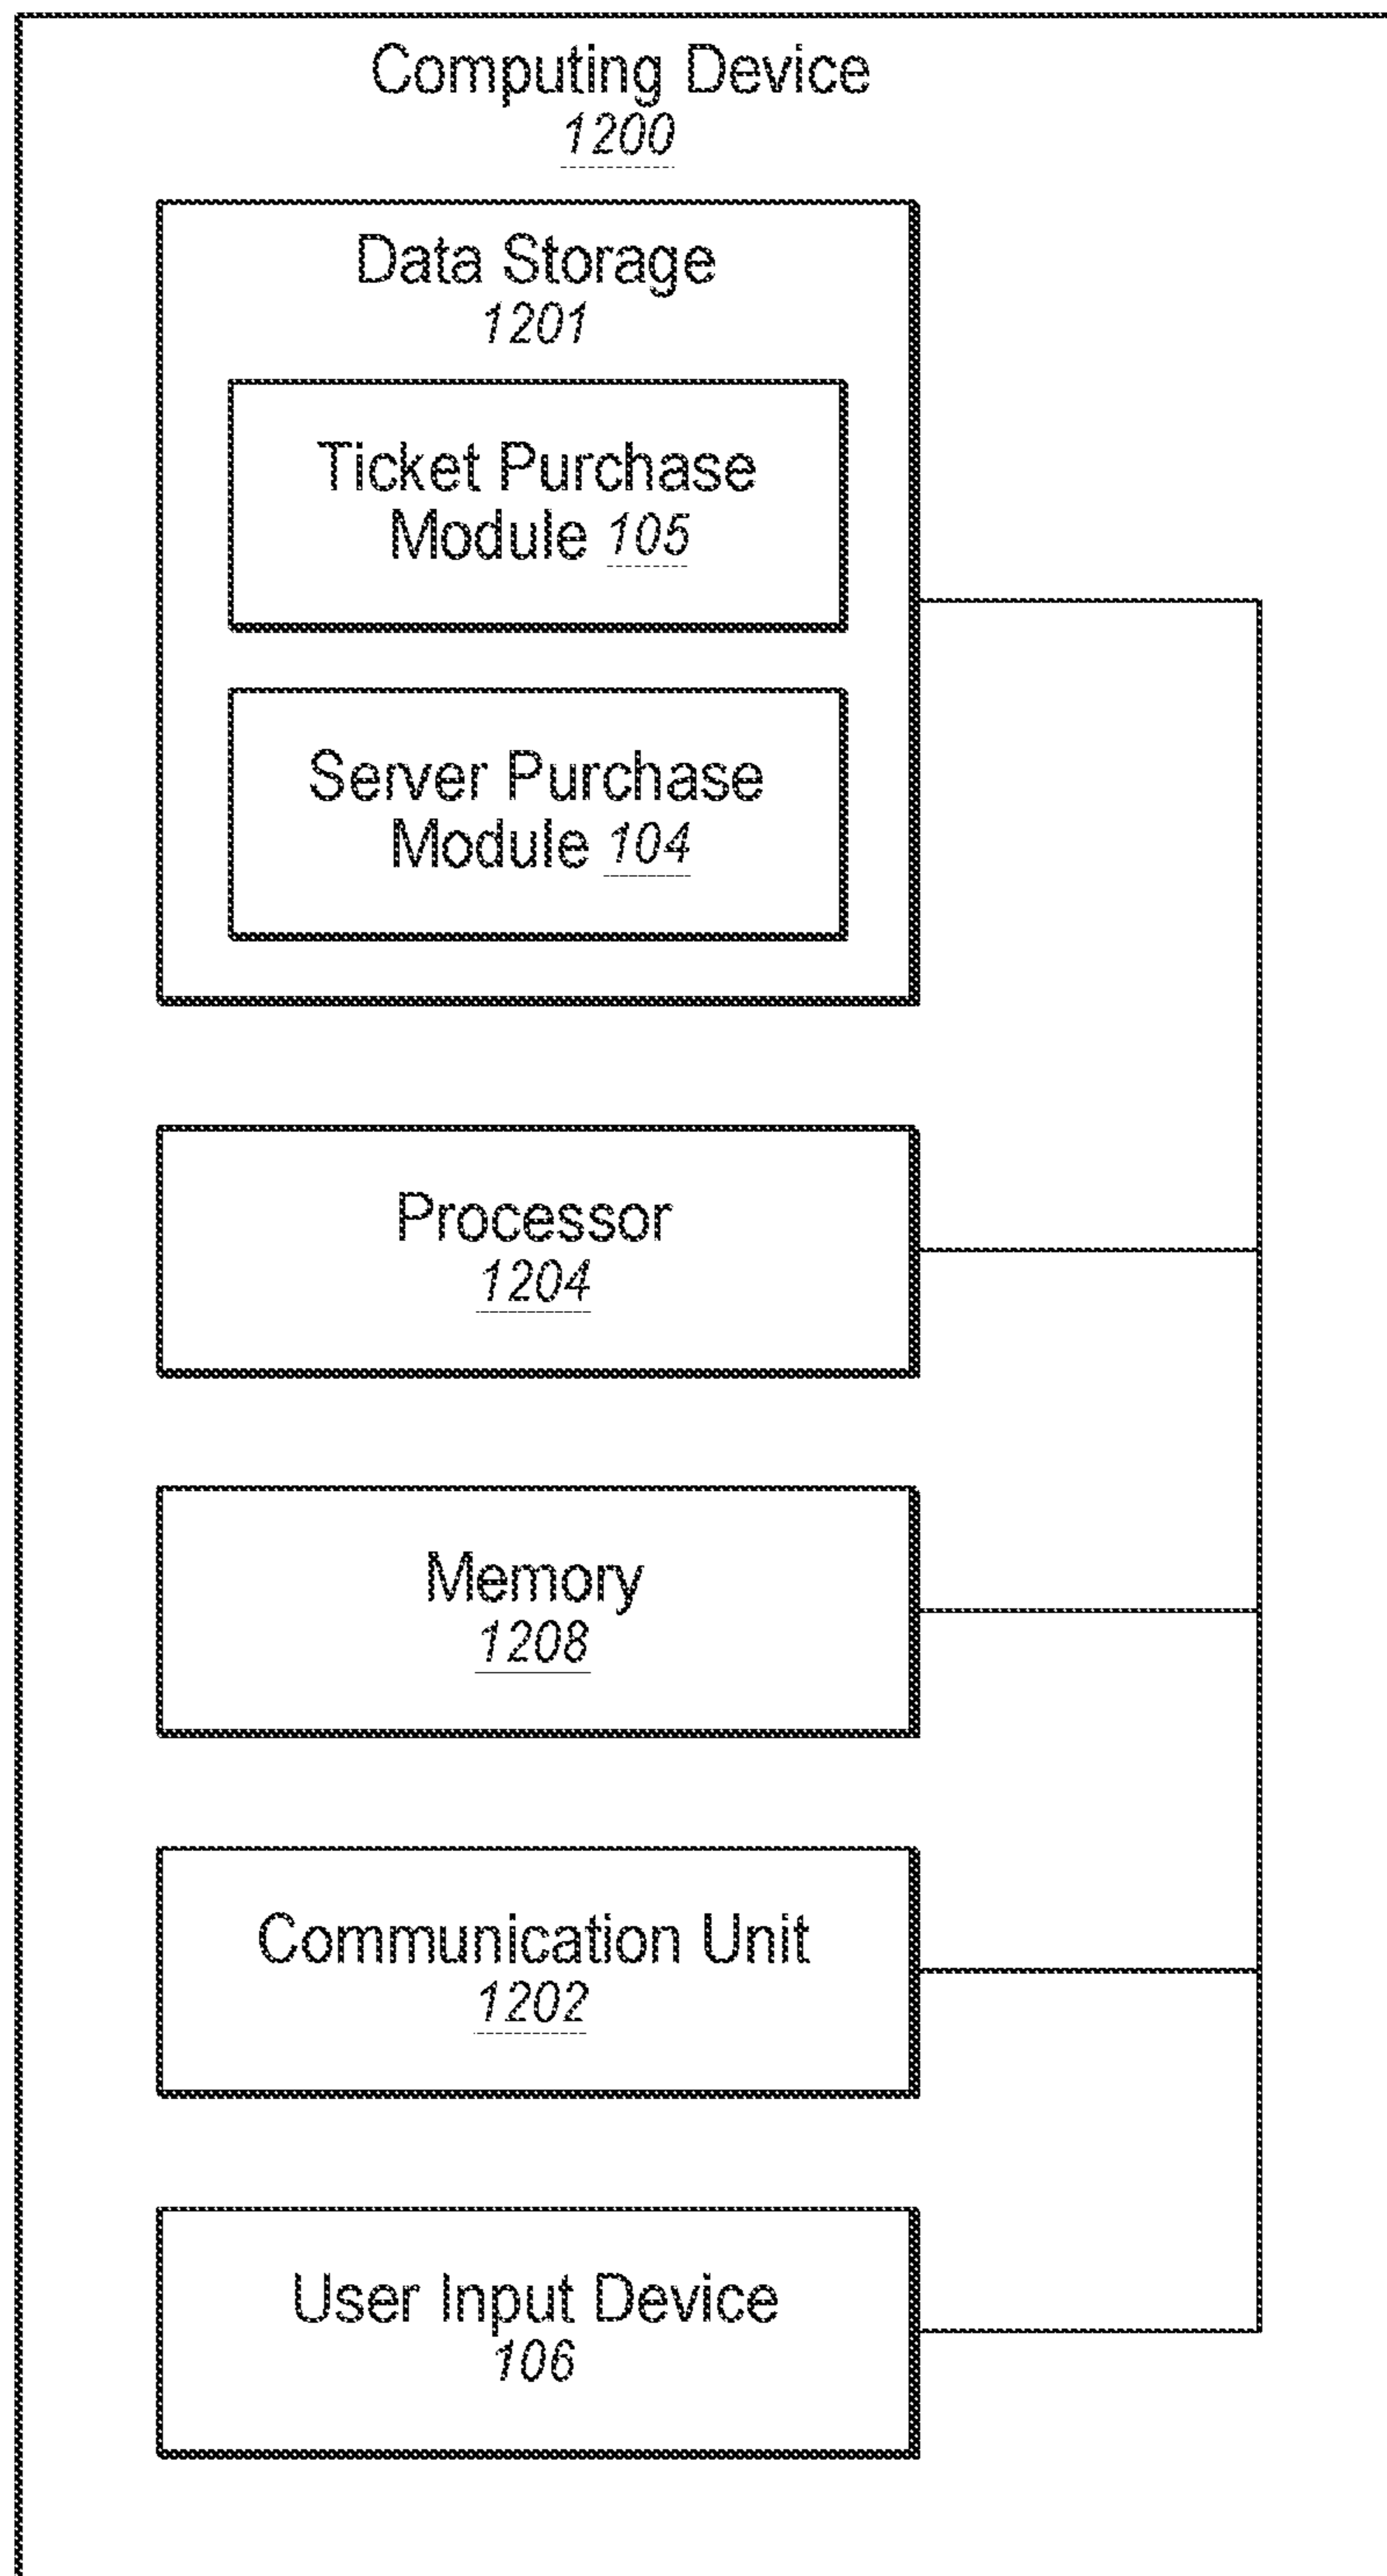 Computing Device
1200
Data Storage
1201
Ticket Purchase
Module 105
Server Purchase
Module 104
Processor
1204
Memory
1208
Communication Unit
1202
User Input Device
106